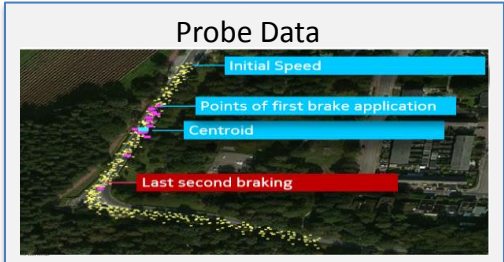 Probe Data
Initial Speed
Points of first brake application
Centroid
Last second braking